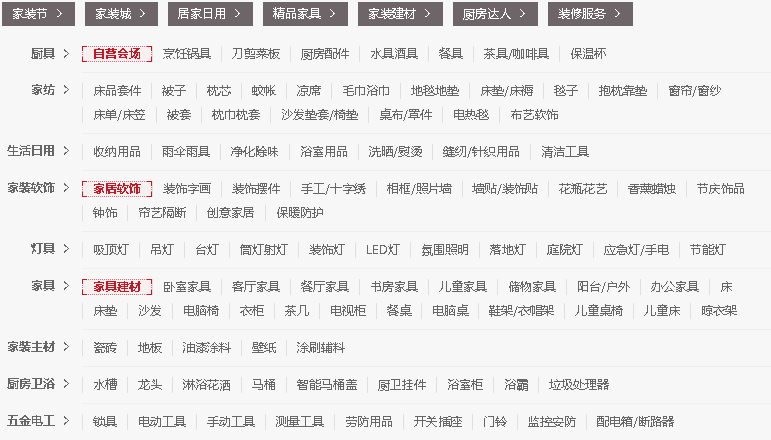 家装节 > 家装城 > 居家日用 > 精品家具 > 家装建材 > 厨房达人 > 装修服务 >
厨具 > 自营会场 烹饪锅具 刀剪菜板 厨房配件 水具酒具 餐具 茶具/咖啡具 保温杯
家纺 > 床品套件 被子 枕芯 蚊帐 凉席 毛巾浴巾 地毯地垫 床垫/床褥 毯子 抱枕靠垫 窗帘/窗纱
床单/床笠 被套 枕巾枕套 沙发垫套/椅垫 桌布/罩件 电热毯 布艺软饰
生活日用 > 收纳用品 雨伞雨具 净化除味 浴室用品 洗晒/熨烫 缝纫/针织用品 清洁工具
家装软饰 > 家居软饰 装饰字画 装饰摆件 手工/十字绣 相框/照片墙 墙贴/装饰贴 花瓶花艺 香薰蜡烛 节庆饰品
钟饰 帘艺隔断 创意家居 保暖防护
灯具 > 吸顶灯 吊灯 台灯 筒灯射灯 装饰灯 LED灯 氛围照明 落地灯 庭院灯 应急灯/手电 节能灯
家具 > 家具建材 卧室家具 客厅家具 餐厅家具 书房家具 儿童家具 储物家具 阳台/户外 办公家具 床
床垫 沙发 电脑椅 衣柜 茶几 电视柜 餐桌 电脑桌 鞋架/衣帽架 儿童桌椅 儿童床 晾衣架
家装主材 > 瓷砖 地板 油漆涂料 壁纸 涂刷辅料
厨房卫浴 > 水槽 龙头 淋浴花洒 马桶 智能马桶盖 厨卫挂件 浴室柜 浴霸 垃圾处理器
五金电工 > 锁具 电动工具 手动工具 测量工具 劳防用品 开关插座 门铃 监控安防 配电箱/断路器